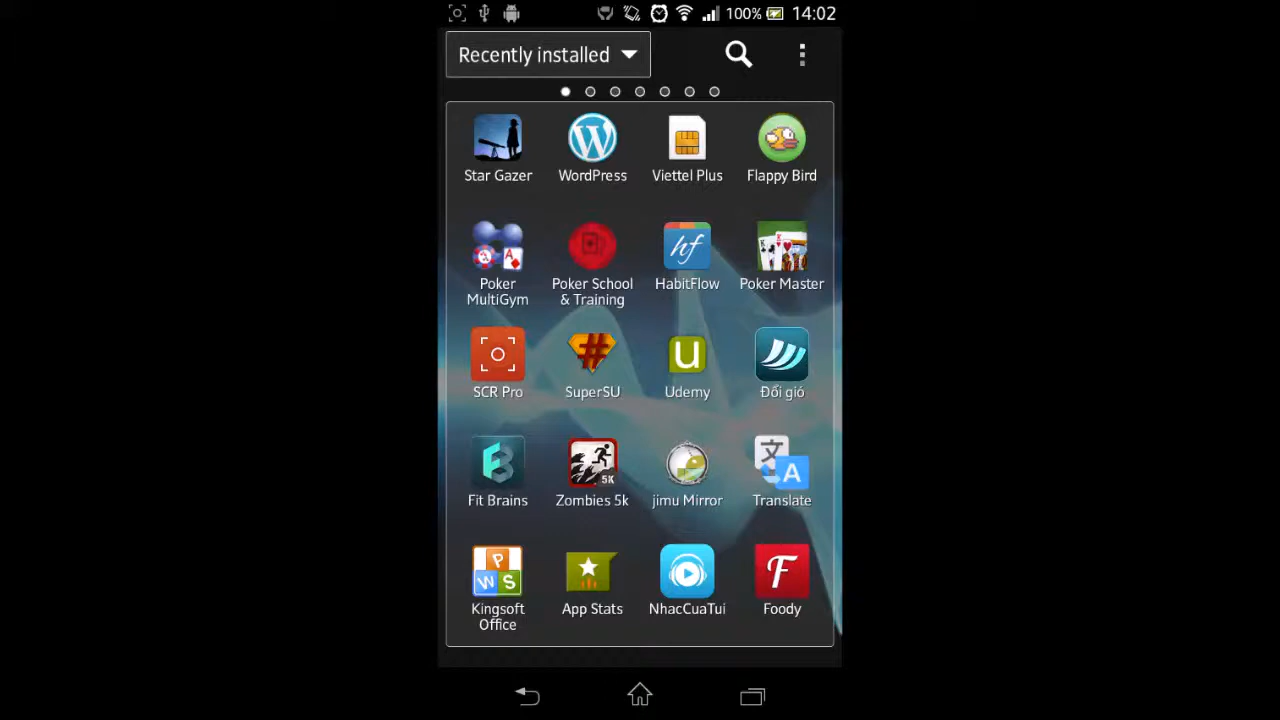 100% 14:02
Recently installed
Star Gazer WordPress Viettel Plus Flappy Bird
Poker MultiGym
Poker School & Training
HabitFlow
Poker Master
SCR Pro SuperSU Udemy Đổi gió
5K
Fit Brains Zombies 5k jimu Mirror Translate
Kingsoft Office
App Stats
NhacCuaTui
Foody